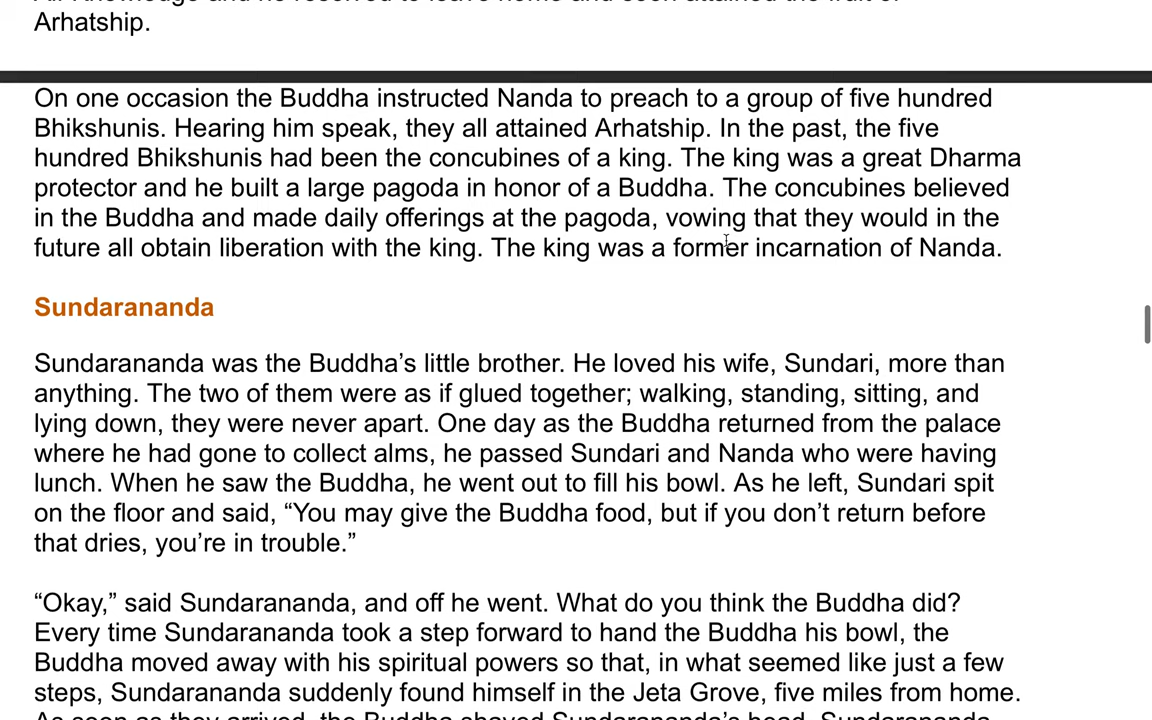 Arhatship.
On one occasion the Buddha instructed Nanda to preach to a group of five hundred
Bhikshunis. Hearing him speak, they all attained Arhatship. In the past, the five
hundred Bhikshunis had been the concubines of a king. The king was a great Dharma
protector and he built a large pagoda in honor of a Buddha. The concubines believed
in the Buddha and made daily offerings at the pagoda, vowing that they would in the
future all obtain liberation with the king. The king was a former incarnation of Nanda.
Sundarananda
Sundarananda was the Buddha’s little brother. He loved his wife, Sundari, more than
anything. The two of them were as if glued together; walking, standing, sitting, and
lying down, they were never apart. One day as the Buddha returned from the palace
where he had gone to collect alms, he passed Sundari and Nanda who were having
lunch. When he saw the Buddha, he went out to fill his bowl. As he left, Sundari spit
on the floor and said, “You may give the Buddha food, but if you don’t return before
that dries, you’re in trouble.”
“Okay,” said Sundarananda, and off he went. What do you think the Buddha did?
Every time Sundarananda took a step forward to hand the Buddha his bowl, the
Buddha moved away with his spiritual powers so that, in what seemed like just a few
steps, Sundarananda suddenly found himself in the Jeta Grove, five miles from home.
As soon as they arrived, the Buddha shaved Sundarananda’s head. Sundarananda